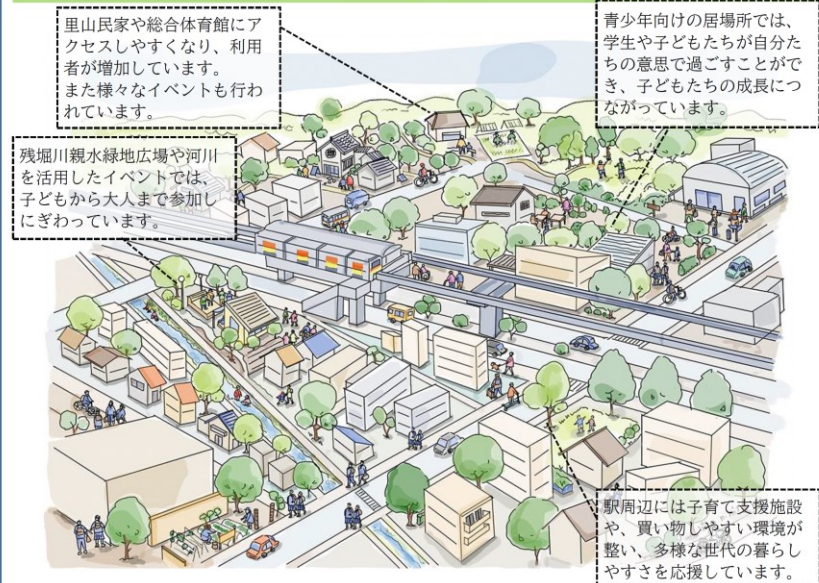 里山民家や総合体育館にア
クセスしやすくなり、利用
者が増加しています。
また様々なイベントも行わ
れています。
青少年向けの居場所では、
学生や子どもたちが自分た
ちの意思で過ごすことがで
き、子どもたちの成長につ
ながっています。
残堀川親水緑地広場や河川
を活用したイベントでは、
子どもから大人まで参加し
にぎわっています。
駅周辺には子育て支援施設
や、買い物しやすい環境が
整い、多様な世代の暮らし
やすさを応援しています。